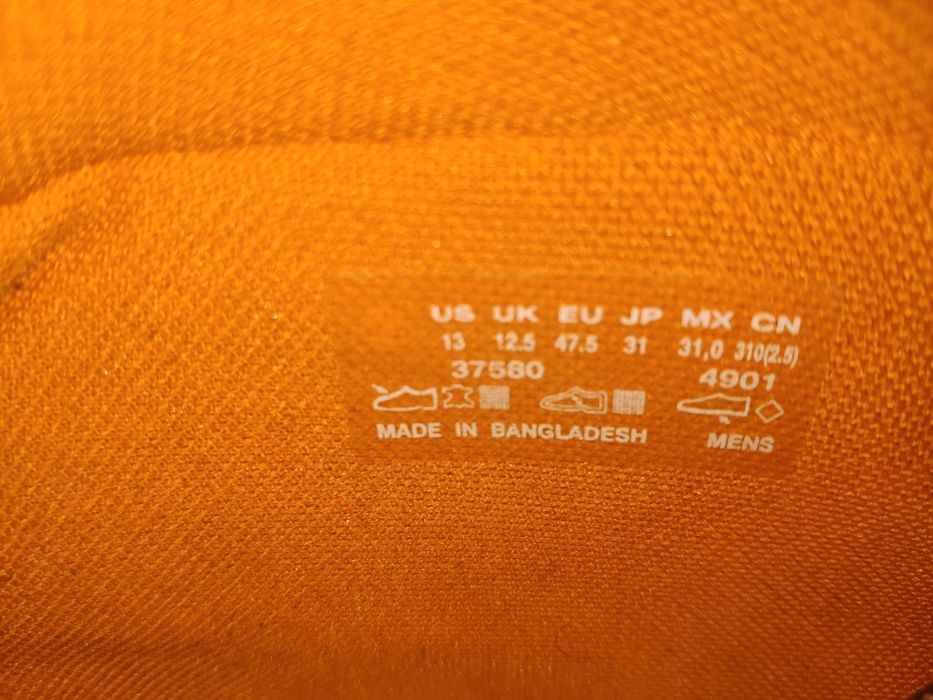 US UK EU JP MX CN
13 12.5 47.5 31 31,0 310(2.5)
37580 4901
MADE IN BANGLADESH MENS